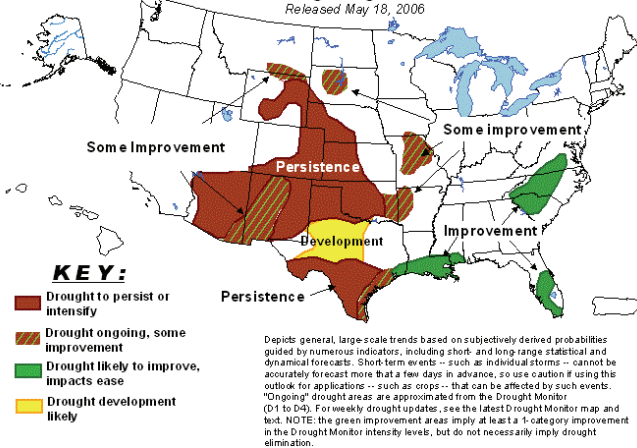 Released May 18, 2006
Some Improvement
Some improvement
Persistence
Development
Improvement
Persistence
KEY:
Drought to persist or
intensify
Drought ongoing, some
improvement
Drought likely to improve,
impacts ease
Drought development
likely
Depicts general, large-scale trends based on subjectively derived probabilities
guided by numerous indicators, including short- and long-range statistical and
dynamical forecasts. Short-term events -- such as individual storms -- cannot be
accurately forecast more that a few days in advance, so use caution if using this
outlook for applications -- such as crops -- that can be affected by such events.
"Ongoing" drought areas are approximated from the Drought Monitor
(D1 to D4). For weekly drought updates, see the latest Drought Monitor map and
text. NOTE: the green improvement areas imply at least a 1-category improvement
in the Drought Monitor intensity levels, but do not necessarily imply drought
elimination.